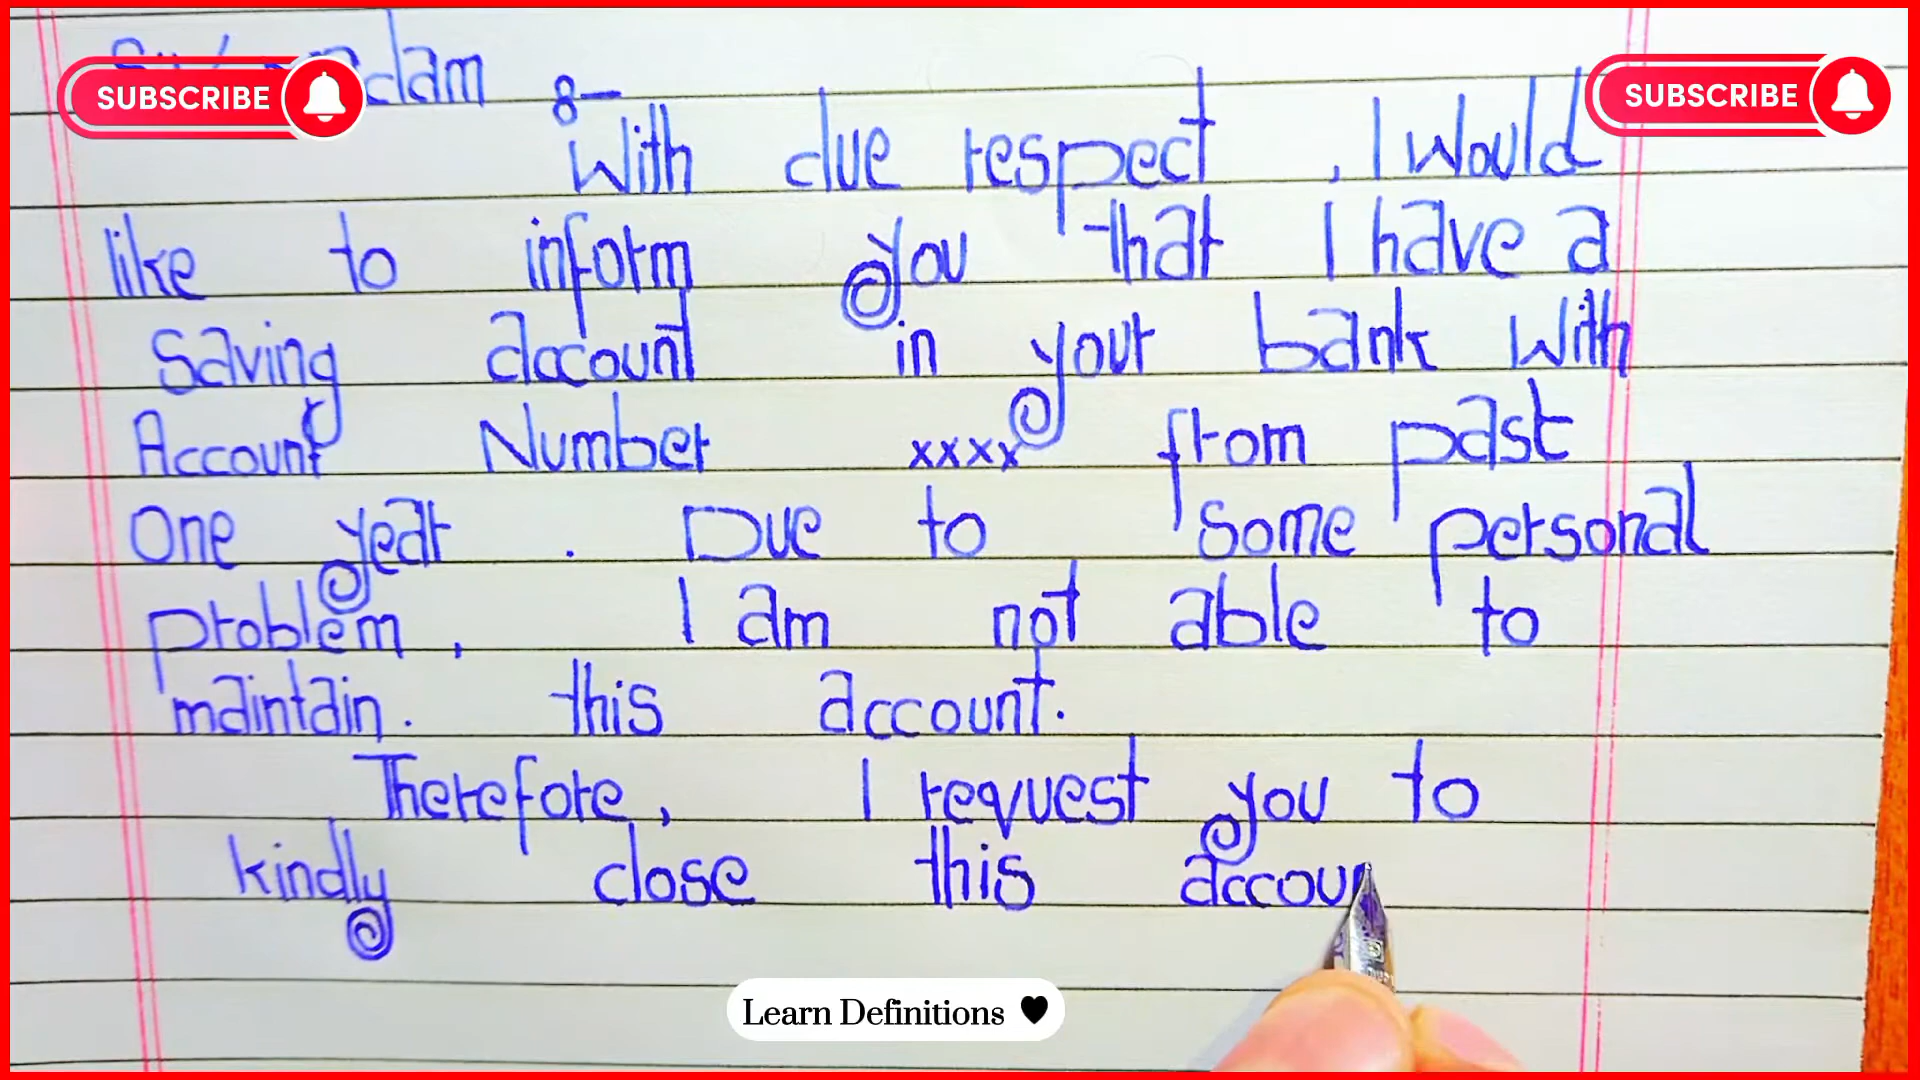 SUBSCRIBE
SUBSCRIBE
8—
With due respect , I would
like to inform you that I have a
saving account in your bank with
Account Number xxxx from past
One year . Due to some personal
problem , I am not able to
maintain. this account.
Therefore, I request you to
kindly close this accoun
Learn Definitions